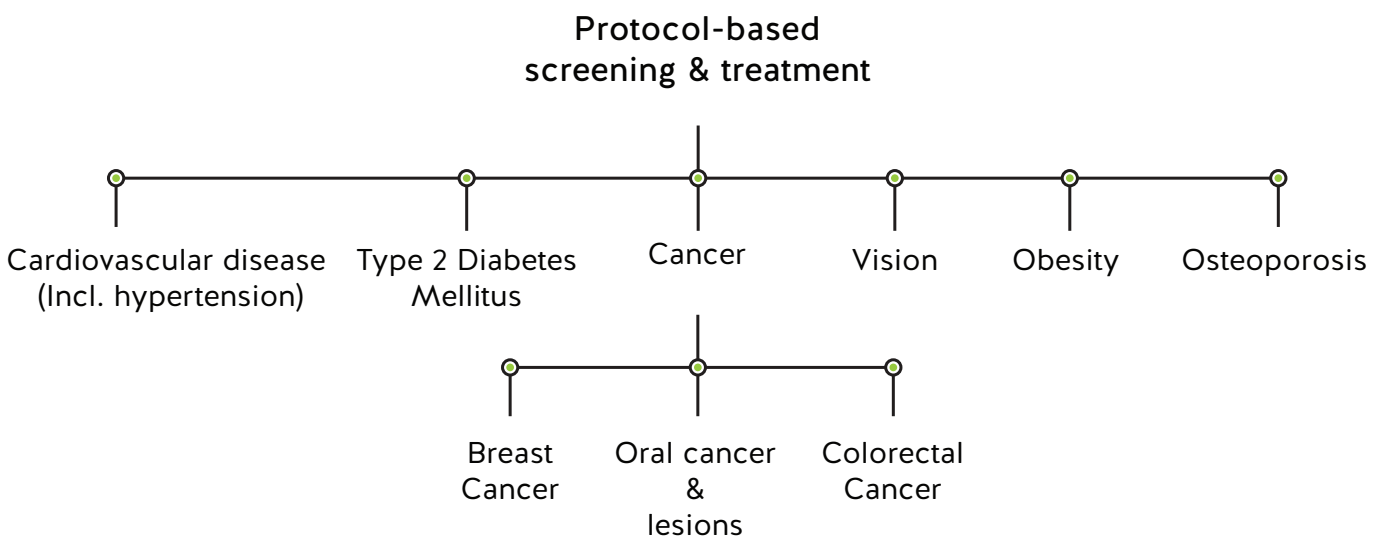 Protocol-based
screening & treatment
Cardiovascular disease
(Incl. hypertension)
Type 2 Diabetes
Mellitus
Cancer
Vision
Obesity
Osteoporosis
Breast
Cancer
Oral cancer
&
lesions
Colorectal
Cancer